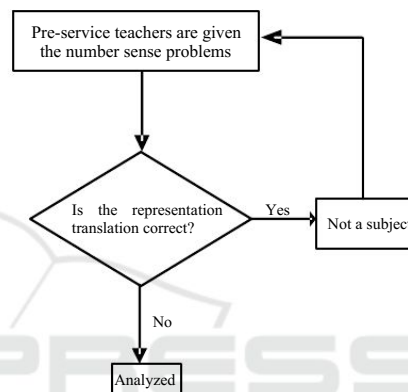 Pre-service teachers are given
the number sense problems
Is the representation
translation correct?
Yes
Not a subject
No
Analyzed
PRESS